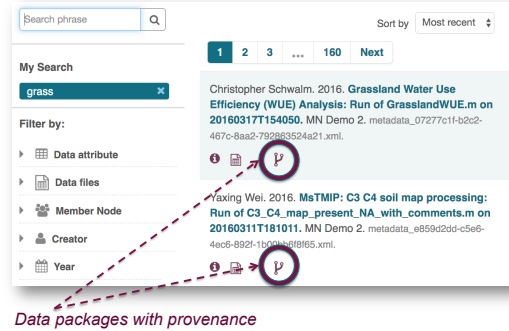 Search phrase
Sort by Most recent
1 2 3 ... 160 Next
My Search
grass ×
Filter by:
Data attribute
Data files
Member Node
Creator
Year
Christopher Schwalm. 2016. Grassland Water Use
Efficiency (WUE) Analysis: Run of GrasslandWUE.m on
20160317T154050. MN Demo 2. metadata_07277c1f-b2c2-
467c-8aa2-792863524a21.xml.
Yaxing Wei. 2016. MsTMIP: C3 C4 soil map processing:
Run of C3_C4_map_present_NA_with_comments.m on
20160311T181011. MN Demo 2. metadata_e859d2dd-c5e6-
4ec6-892f-1b00bb6f8f65.xml.
Data packages with provenance